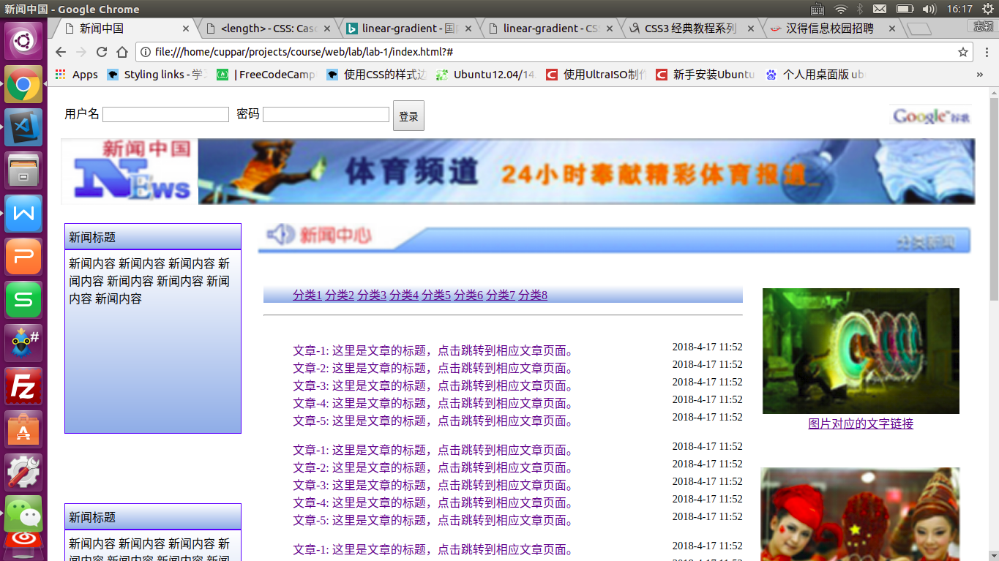 新闻中国 - Google Chrome
16:17
新闻中国
<length> - CSS: Casc
linear-gradient - 国
linear-gradient - CS
CSS3 经典教程系列
汉得信息校园招聘
志颖
file:///home/cuppar/projects/course/web/lab/lab-1/index.html?#
Apps
Styling links - 学
| FreeCodeCamp
使用CSS的样式边
Ubuntu12.04/14.
使用UltraISO制作
新手安装Ubuntu
个人用桌面版 ub
»
用户名
密码
登录
Google™ 谷歌
新闻中国
NEws
体育频道
24小时奉献精彩体育报道_
新闻标题
新闻内容 新闻内容 新闻内容 新
闻内容 新闻内容 新闻内容 新闻
内容 新闻内容
新闻中心
分类新闻
分类1 分类2 分类3 分类4 分类5 分类6 分类7 分类8
文章-1: 这里是文章的标题，点击跳转到相应文章页面。 2018-4-17 11:52
文章-2: 这里是文章的标题，点击跳转到相应文章页面。 2018-4-17 11:52
文章-3: 这里是文章的标题，点击跳转到相应文章页面。 2018-4-17 11:52
文章-4: 这里是文章的标题，点击跳转到相应文章页面。 2018-4-17 11:52
文章-5: 这里是文章的标题，点击跳转到相应文章页面。 2018-4-17 11:52
文章-1: 这里是文章的标题，点击跳转到相应文章页面。 2018-4-17 11:52
文章-2: 这里是文章的标题，点击跳转到相应文章页面。 2018-4-17 11:52
文章-3: 这里是文章的标题，点击跳转到相应文章页面。 2018-4-17 11:52
文章-4: 这里是文章的标题，点击跳转到相应文章页面。 2018-4-17 11:52
文章-5: 这里是文章的标题，点击跳转到相应文章页面。 2018-4-17 11:52
文章-1: 这里是文章的标题，点击跳转到相应文章页面。 2018-4-17 11:52
2018-4-17 11:52
图片对应的文字链接
新闻标题
新闻内容 新闻内容 新闻内容 新
闻内容 新闻内容 新闻内容 新闻